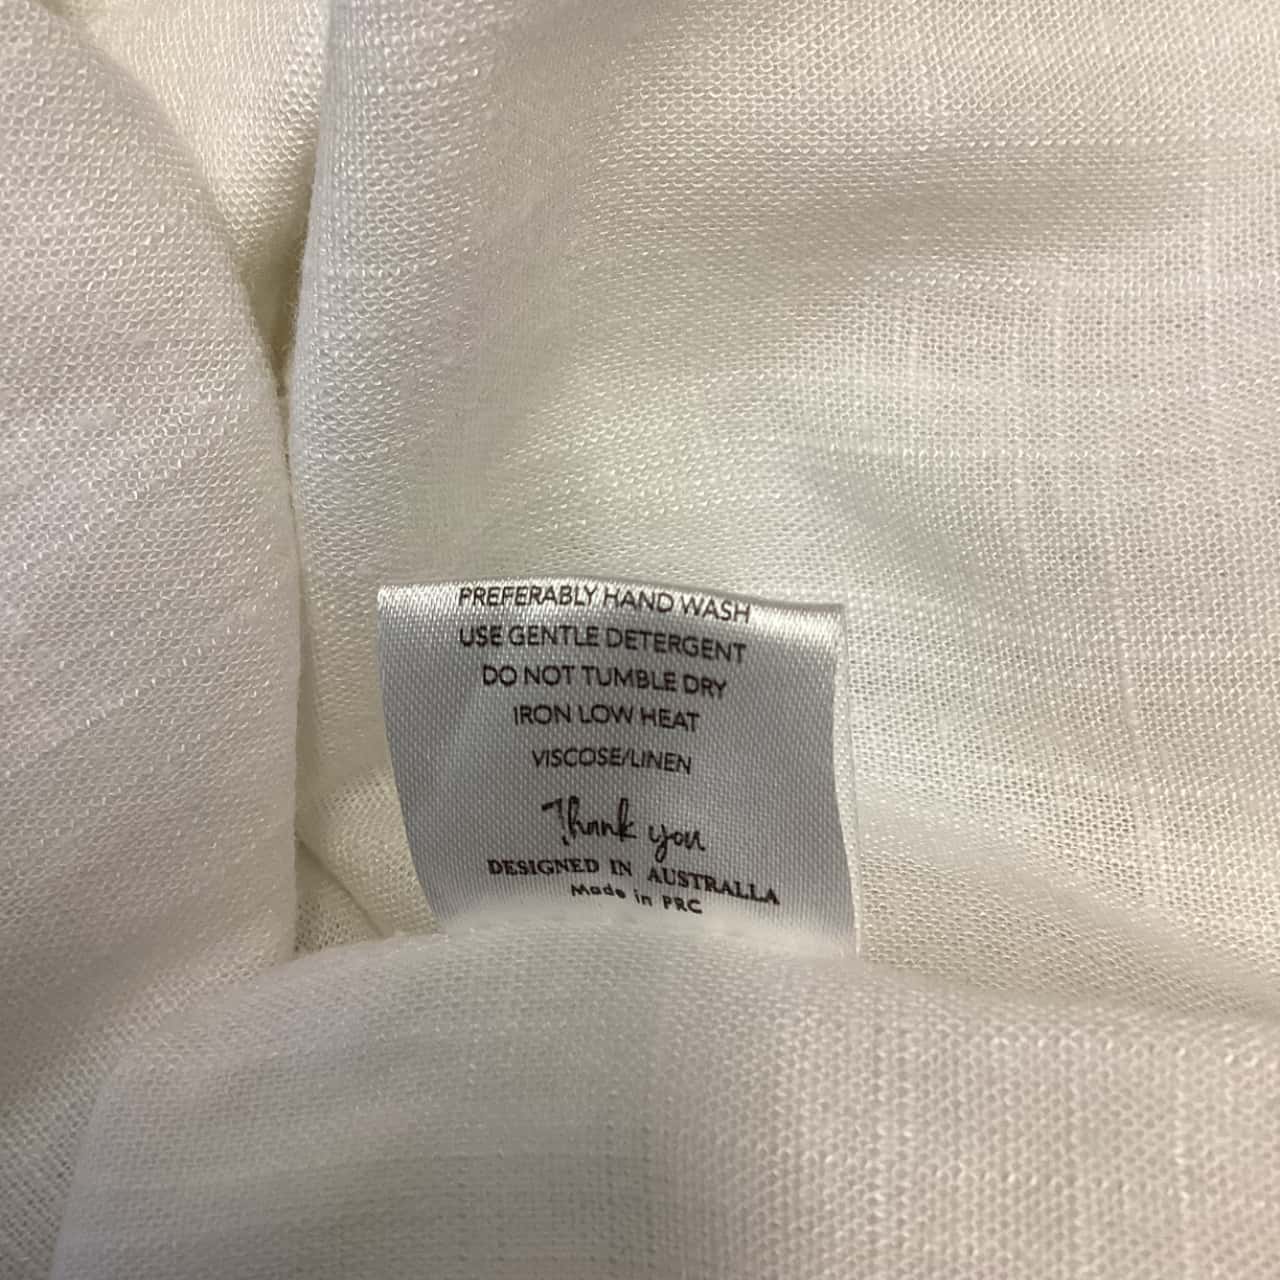 PREFERABLY HAND WASH
USE GENTLE DETERGENT
DO NOT TUMBLE DRY
IRON LOW HEAT
VISCOSE/LINEN
Thank you
DESIGNED IN AUSTRALLA
Made in PRC